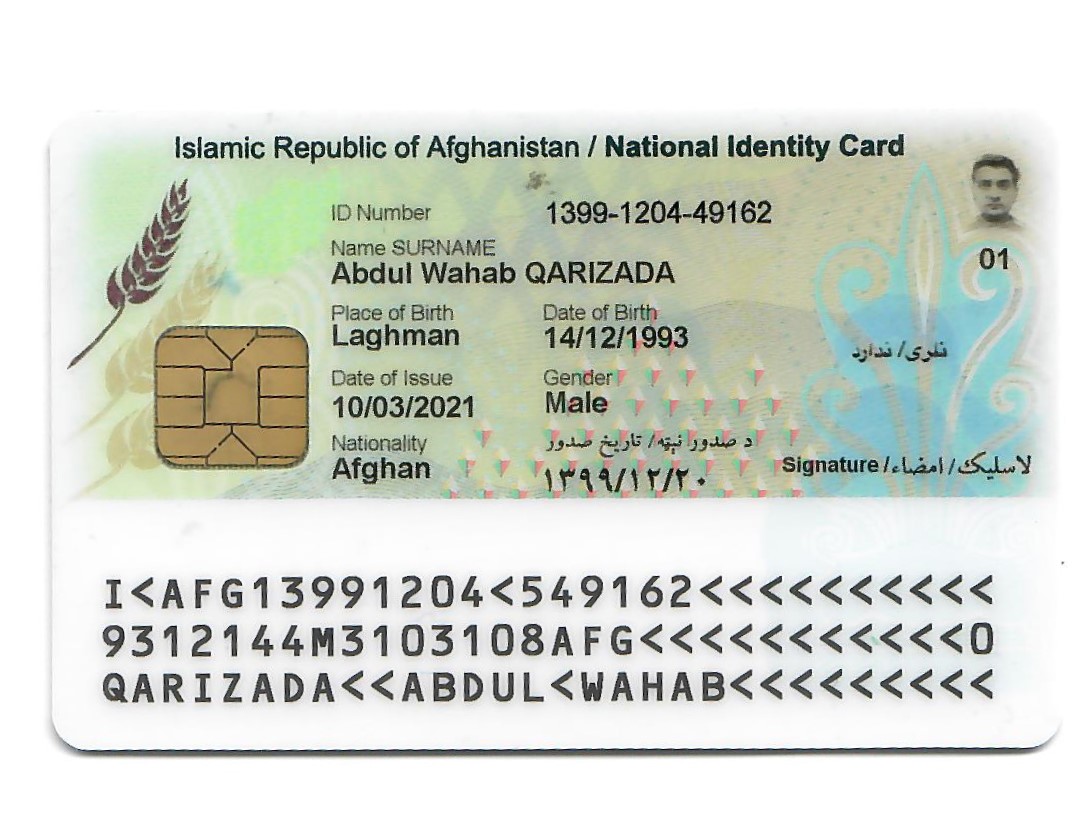 Islamic Republic of Afghanistan / National Identity Card
ID Number 1399-1204-49162
Name SURNAME
Abdul Wahab QARIZADA
01
Place of Birth Date of Birth
Laghman 14/12/1993
نلري/ ندارد
Date of Issue Gender
10/03/2021 Male
Nationality د صدور نېټه/ تاریخ صدور
Afghan ۱۳۹۹/۱۲/۲۰
Signature /لاسلیک/ امضاء
I<AFG13991204<549162<<<<<<<<<<
9312144M3103108AFG<<<<<<<<<<<0
QARIZADA<<ABDUL<WAHAB<<<<<<<<<